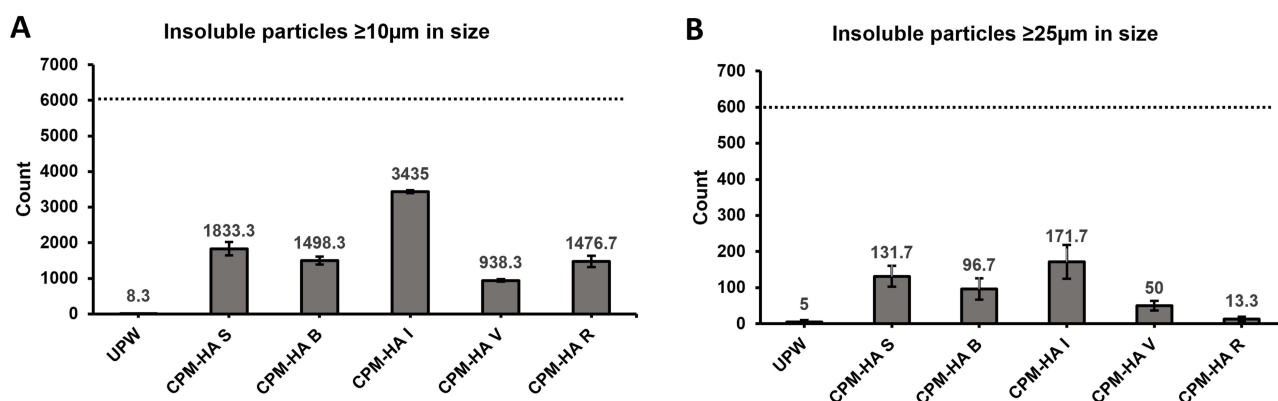 A
Insoluble particles ≥10µm in size
7000
6000
5000
4000
3000
2000
1000
0
Count
8.3
1833.3
1498.3
3435
938.3
1476.7
UPW
CPM-HA S
CPM-HA B
CPM-HA I
CPM-HA V
CPM-HA R
B
Insoluble particles ≥25µm in size
700
600
500
400
300
200
100
0
Count
5
131.7
96.7
171.7
50
13.3
UPW
CPM-HA S
CPM-HA B
CPM-HA I
CPM-HA V
CPM-HA R